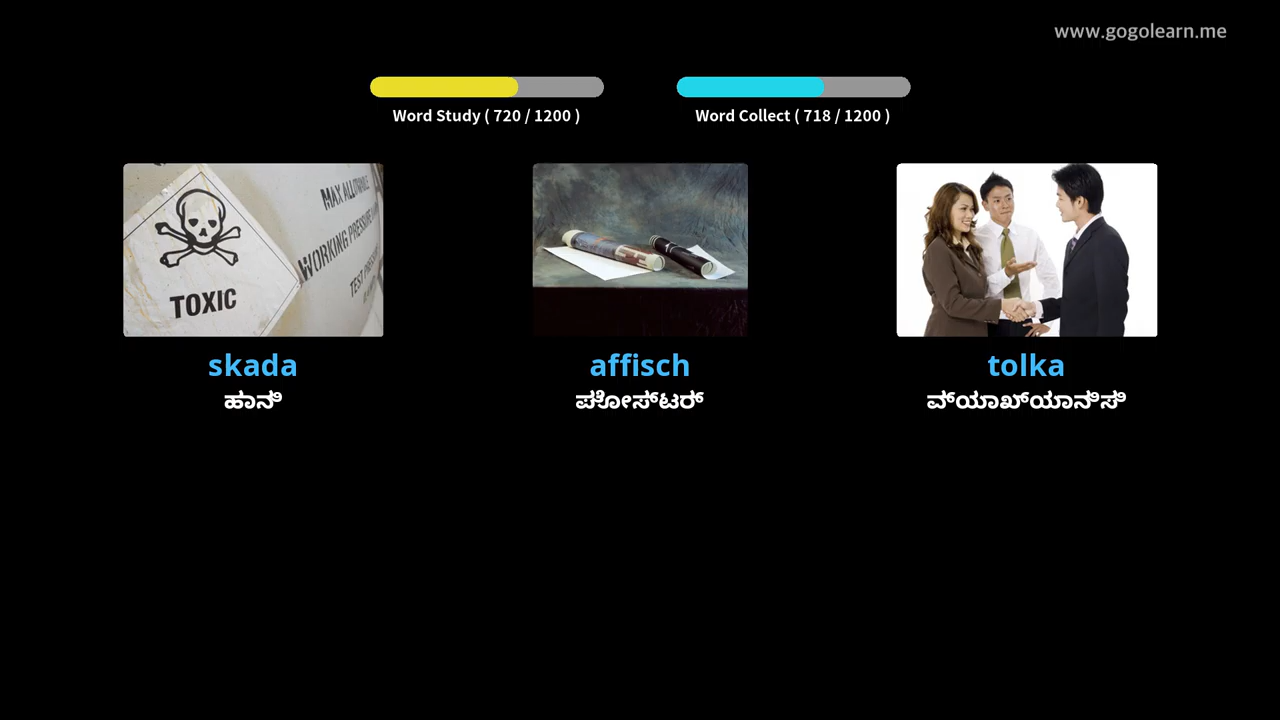 www.gogolearn.me
Word Study ( 720 / 1200 )
Word Collect ( 718 / 1200 )
MAX ALLOWABLE
WORKING PRESSURE
TEST PRESS
TOXIC
skada
affisch
tolka
ಹಾನಿ
ಪೋಸ್ಟರ್
ವ್ಯಾಖ್ಯಾನಿಸಿ